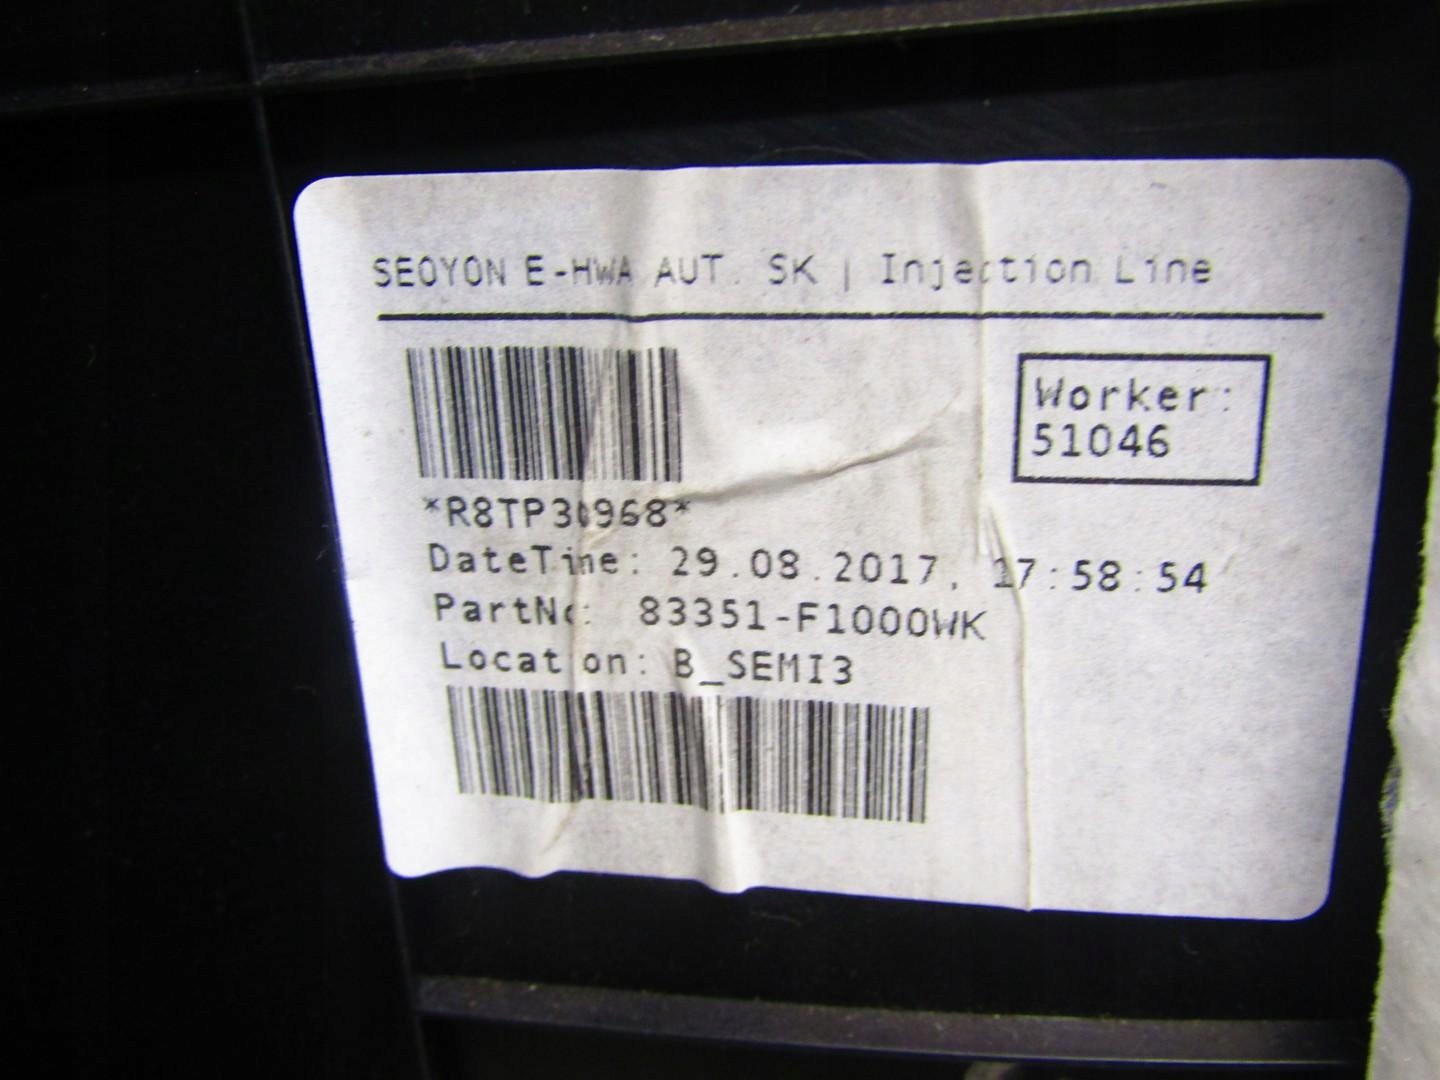 SEOYON E-HWA AUT. SK | Injection Line
Worker:
51046
*R8TP30968*
DateTime: 29.08.2017, 17:58:54
PartNo: 83351-F1000WK
Location: B_SEMI3